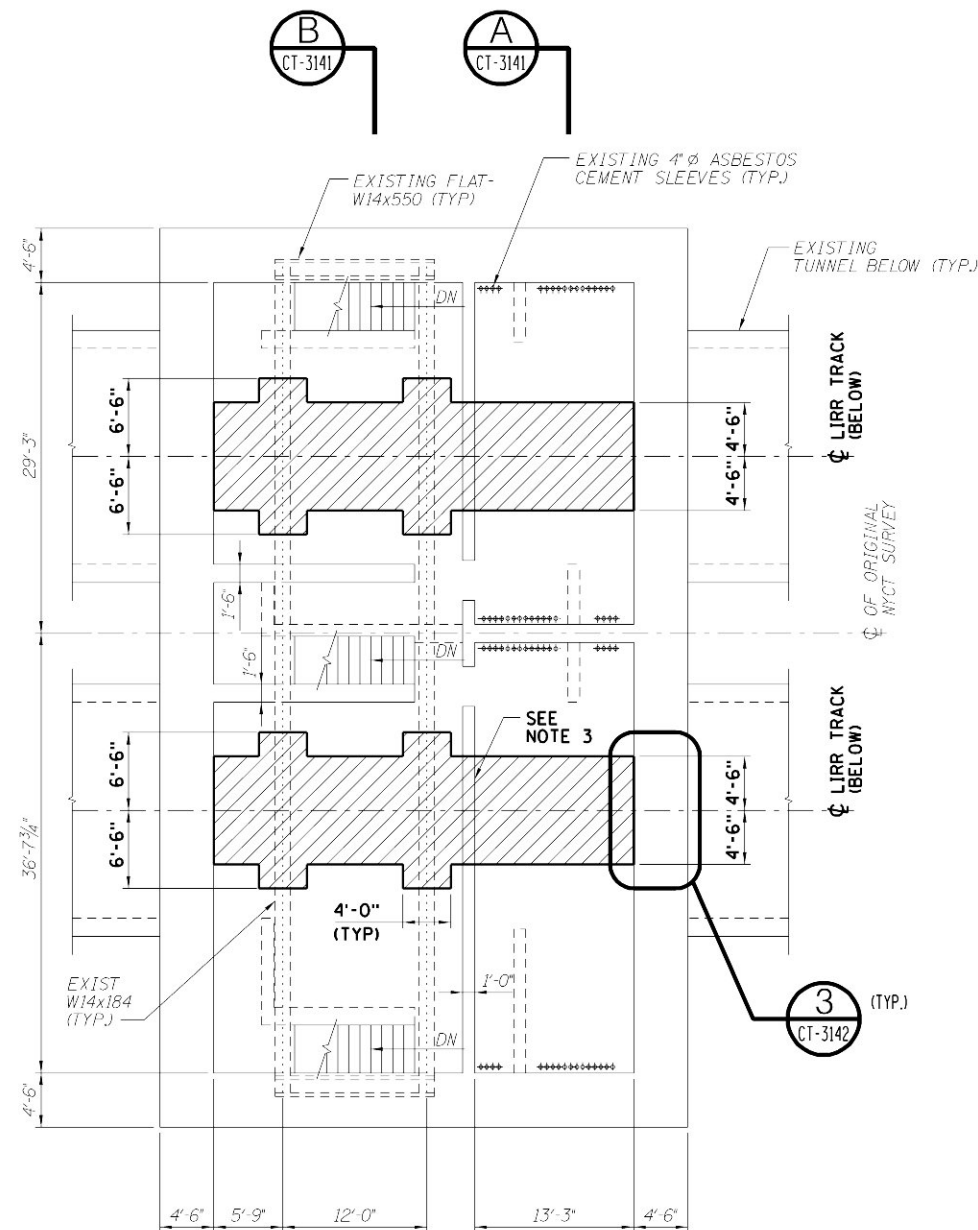 B
CT-3141
A
CT-3141
EXISTING FLAT-
W14x550 (TYP)
EXISTING 4" Ø ASBESTOS
CEMENT SLEEVES (TYP.)
EXISTING
TUNNEL BELOW (TYP.)
4'-6"
DN
29'-3"
6'-6"
6'-6"
4'-6"
4'-6"
℄ LIRR TRACK
(BELOW)
℄ OF ORIGINAL
NYCT SURVEY
1'-6"
1'-6"
DN
SEE
NOTE 3
36'-7¾"
6'-6"
6'-6"
4'-6"
4'-6"
℄ LIRR TRACK
(BELOW)
4'-0"
(TYP)
EXIST
W14x184
(TYP.)
1'-0"
3
CT-3142
(TYP.)
DN
4'-6"
4'-6"
5'-9"
12'-0"
13'-3"
4'-6"